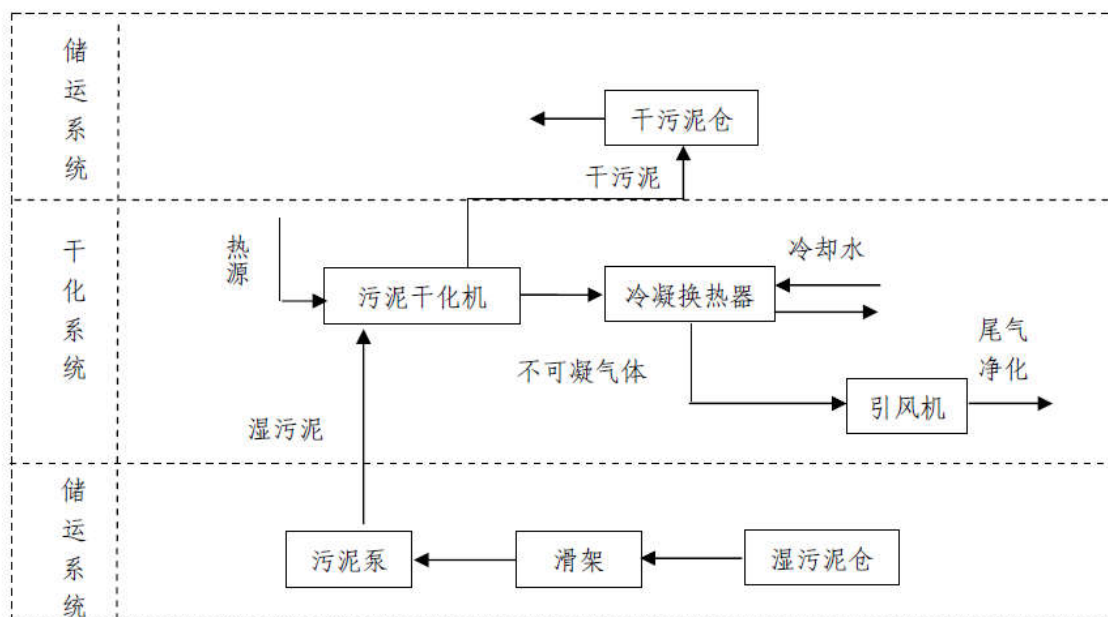 储运系统
干污泥仓
干污泥
干化系统
热源
冷却水
污泥干化机
冷凝换热器
尾气
净化
不可凝气体
引风机
湿污泥
储运系统
污泥泵
滑架
湿污泥仓